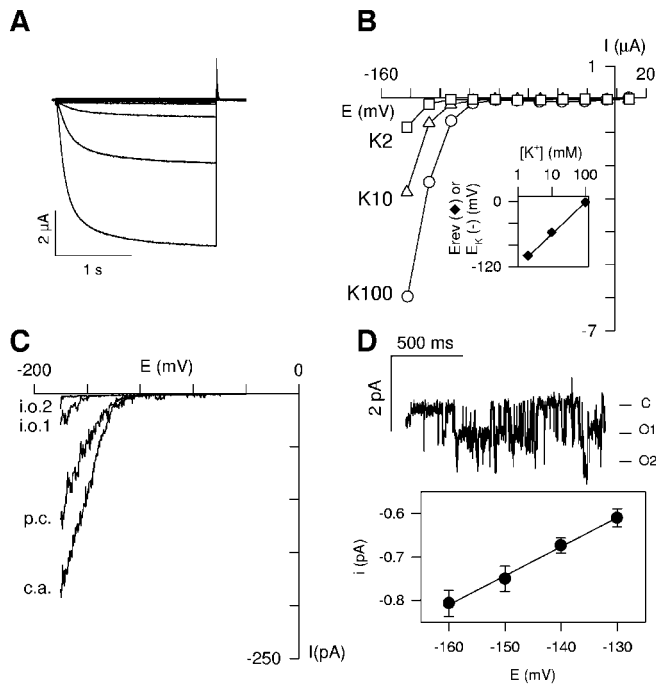 A
2 µA
1 s
B
I (µA)
1
-160
20
E (mV)
K2
K10
K100
-7
[K⁺] (mM)
1 10 100
0
-120
Erev (◆) or
E_K (-) (mV)
C
E (mV)
-200
0
i.o.2
i.o.1
p.c.
c.a.
-250
I(pA)
D
500 ms
2 pA
C
O1
O2
-0.6
-0.7
-0.8
i (pA)
-160 -150 -140 -130
E (mV)